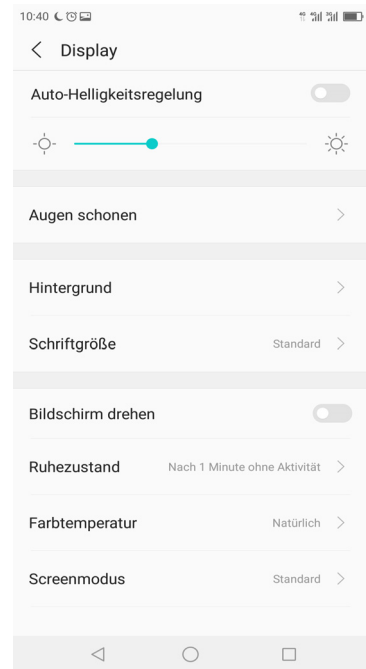 10:40
Display
Auto-Helligkeitsregelung
Augen schonen
Hintergrund
Schriftgröße Standard
Bildschirm drehen
Ruhezustand Nach 1 Minute ohne Aktivität
Farbtemperatur Natürlich
Screenmodus Standard